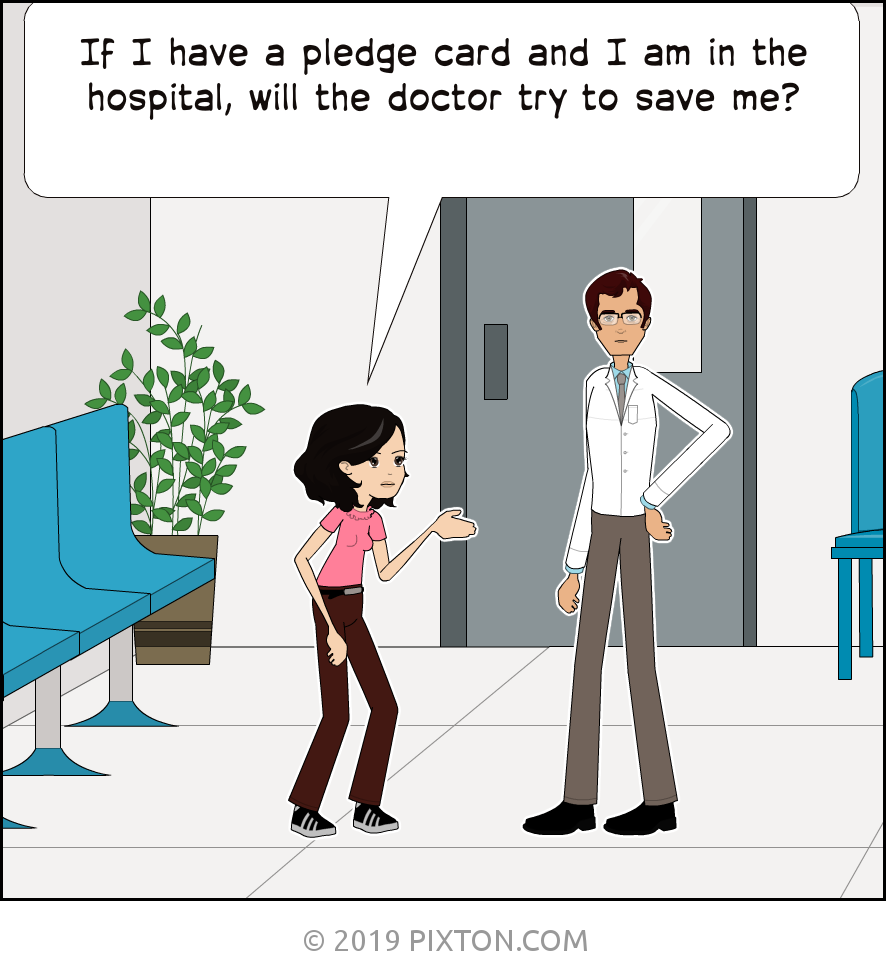 If I have a pledge card and I am in the
hospital, will the doctor try to save me?
© 2019 PIXTON.COM